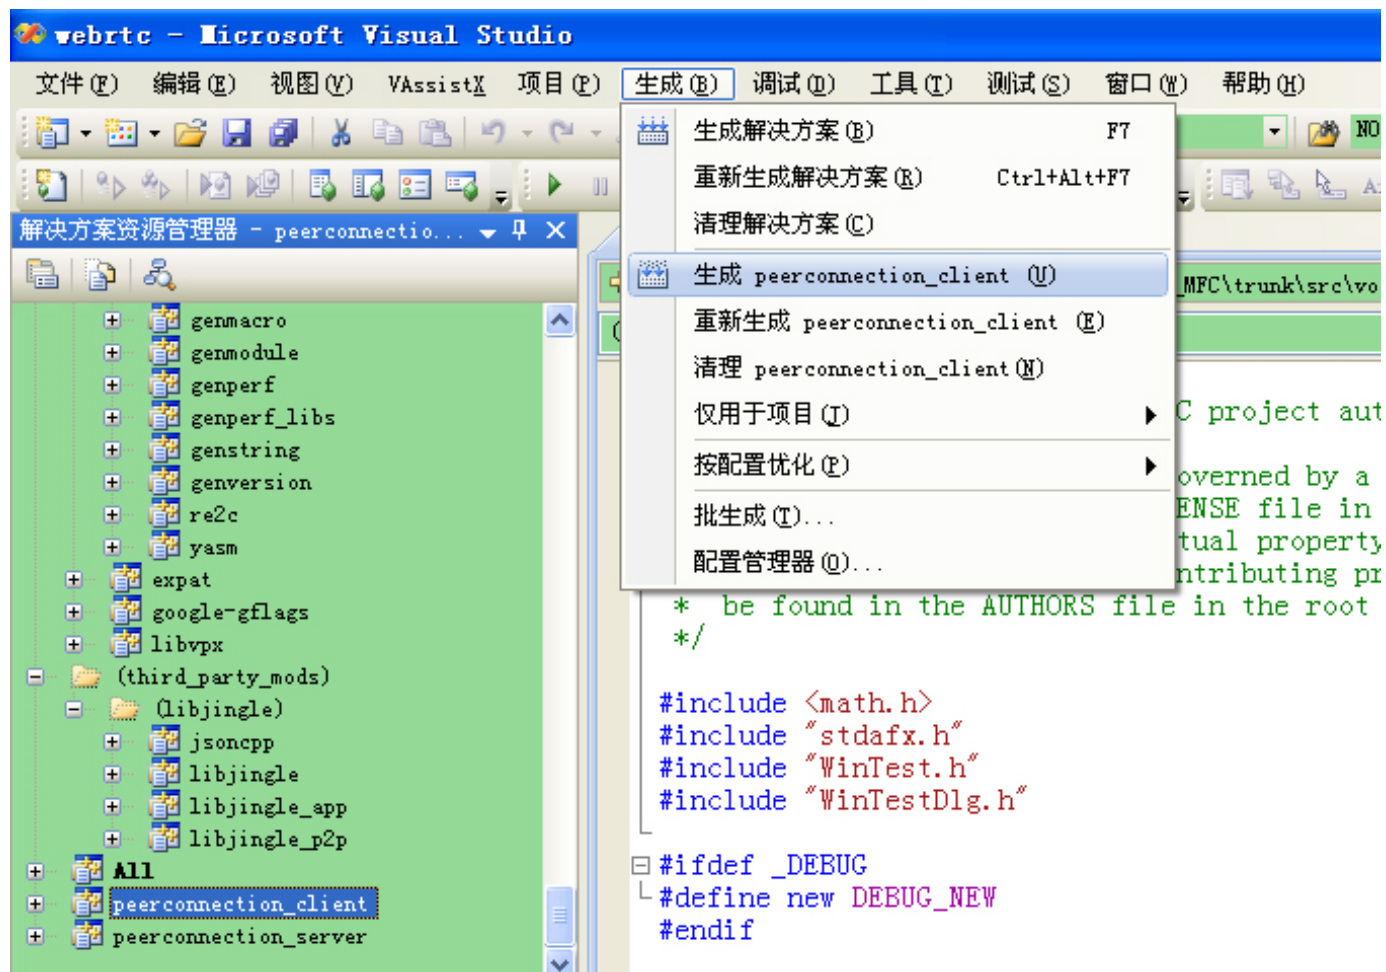 webrtc - Microsoft Visual Studio
文件(F) 编辑(E) 视图(V) VAssistX 项目(P) 生成(B) 调试(D) 工具(T) 测试(S) 窗口(W) 帮助(H)
NO
生成解决方案(B) F7
重新生成解决方案(R) Ctrl+Alt+F7
清理解决方案(C)
生成 peerconnection_client (U)
重新生成 peerconnection_client (E)
清理 peerconnection_client(N)
仅用于项目(J)
按配置优化(P)
批生成(T)...
配置管理器(O)...
解决方案资源管理器 - peerconnectio...
genmacro
genmodule
genperf
genperf_libs
genstring
genversion
re2c
yasm
expat
google-gflags
libvpx
(third_party_mods)
(libjingle)
jsoncpp
libjingle
libjingle_app
libjingle_p2p
All
peerconnection_client
peerconnection_server
_MFC\trunk\src\vo
C project aut
overned by a
ENSE file in
tual property
ntributing pr
* be found in the AUTHORS file in the root
*/
#include <math.h>
#include "stdafx.h"
#include "WinTest.h"
#include "WinTestDlg.h"
#ifdef _DEBUG
#define new DEBUG_NEW
#endif